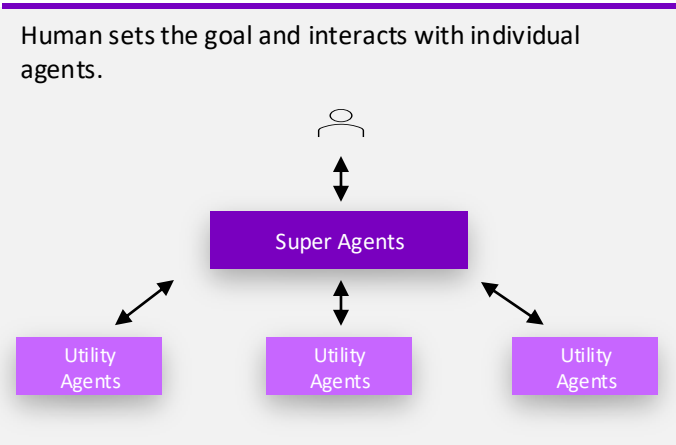 Human sets the goal and interacts with individual
agents.
Super Agents
Utility
Agents
Utility
Agents
Utility
Agents